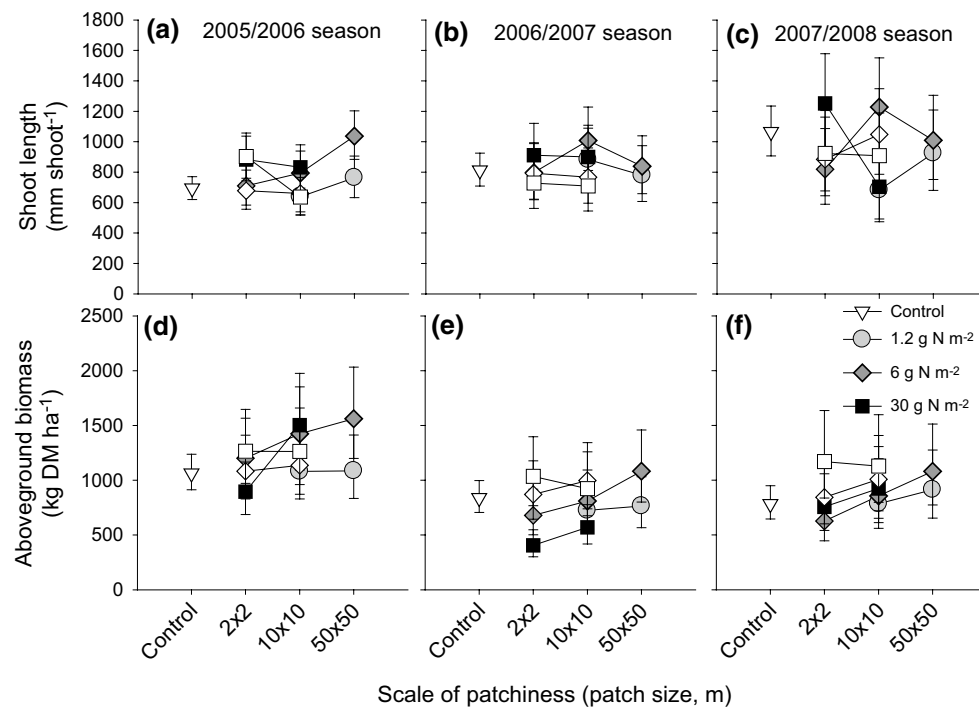 (a) 2005/2006 season
(b) 2006/2007 season
(c) 2007/2008 season
Shoot length
(mm shoot⁻¹)
1800
1600
1400
1200
1000
800
600
400
200
0
(d)
(e)
(f)
Control
1.2 g N m⁻²
6 g N m⁻²
30 g N m⁻²
Aboveground biomass
(kg DM ha⁻¹)
2500
2000
1500
1000
500
0
Control 2x2 10x10 50x50
Control 2x2 10x10 50x50
Control 2x2 10x10 50x50
Scale of patchiness (patch size, m)